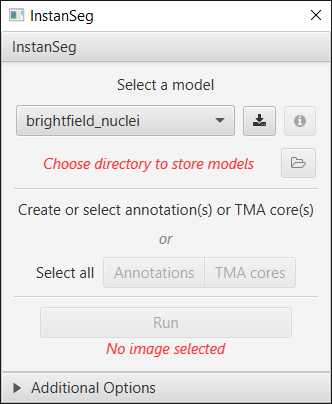 InstanSeg
InstanSeg
Select a model
brightfield_nuclei
Choose directory to store models
Create or select annotation(s) or TMA core(s)
or
Select all Annotations TMA cores
Run
No image selected
Additional Options